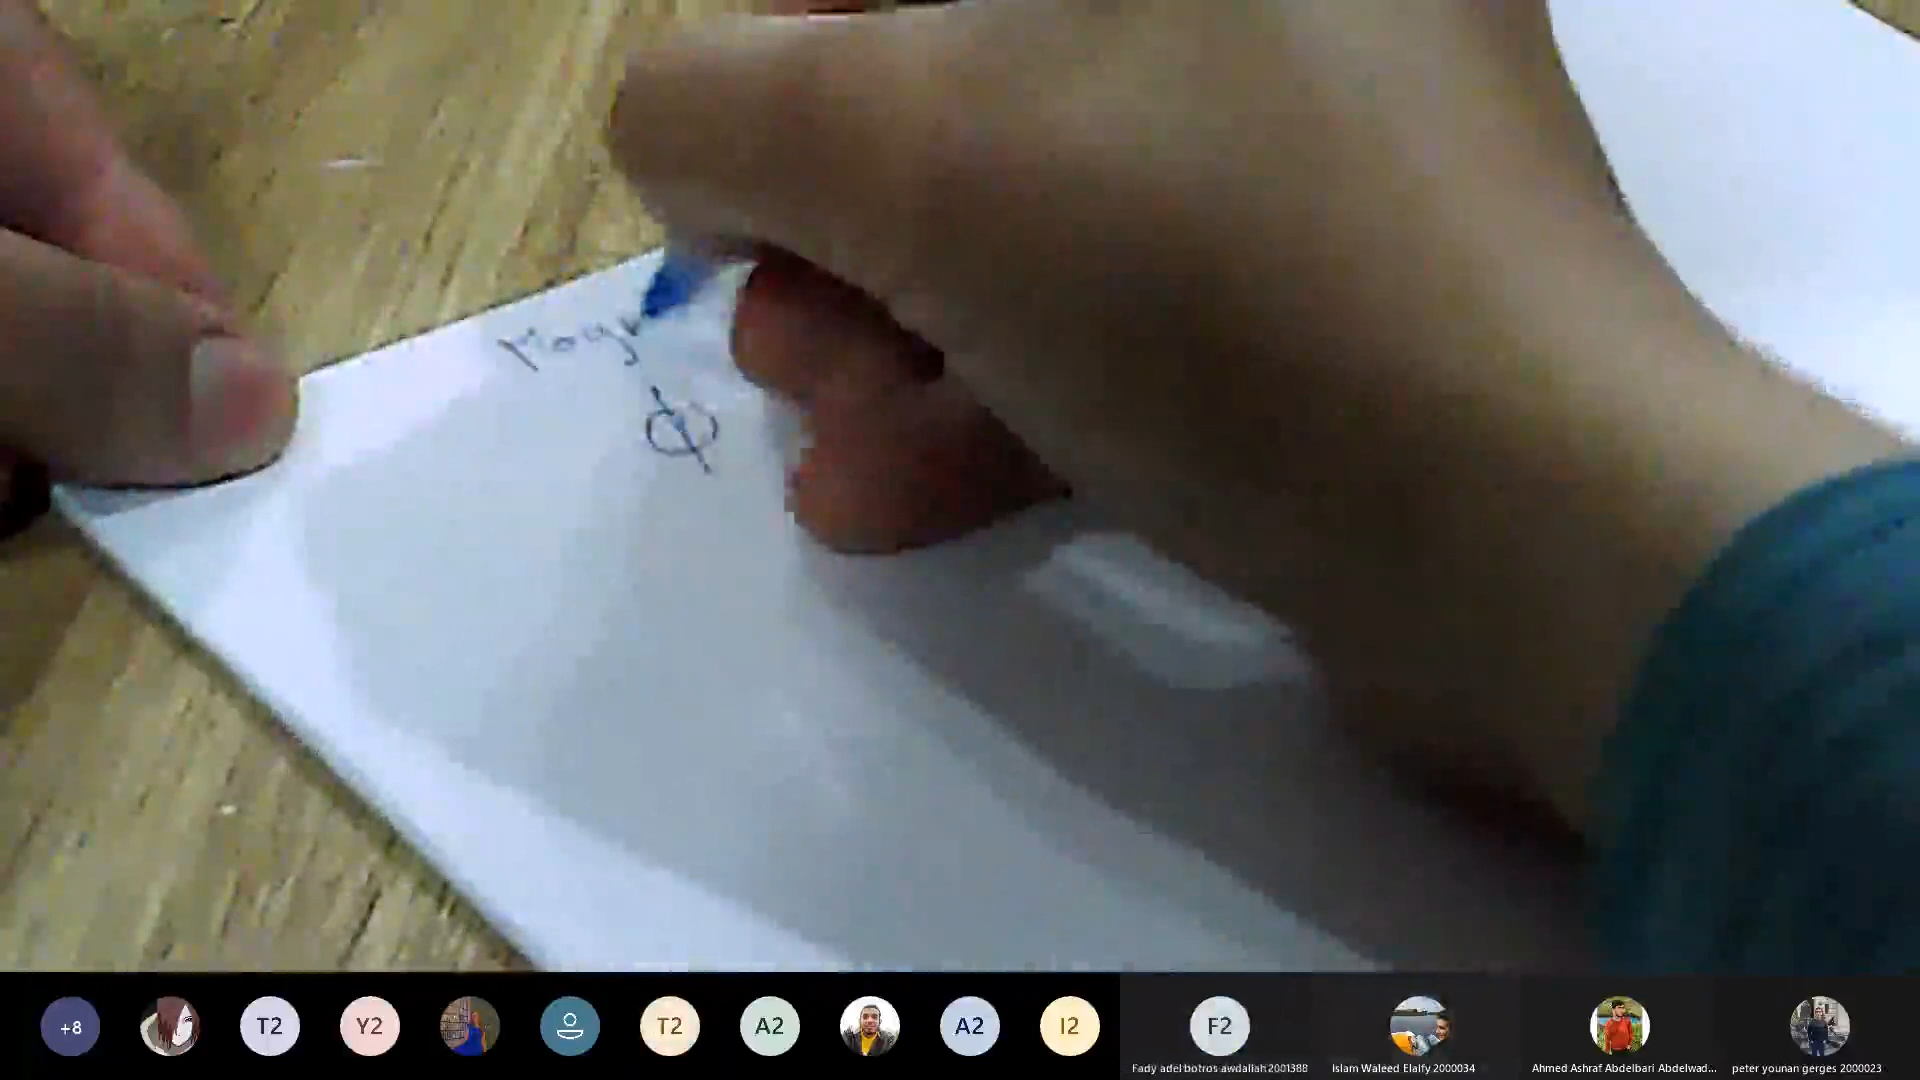 Mag
ϕ
+8
T2
Y2
T2
A2
A2
I2
F2
Fady adel botros awdallah 2001388
Islam Waleed Elalfy 2000034
Ahmed Ashraf Abdelbari Abdelwad...
peter younan gerges 2000023